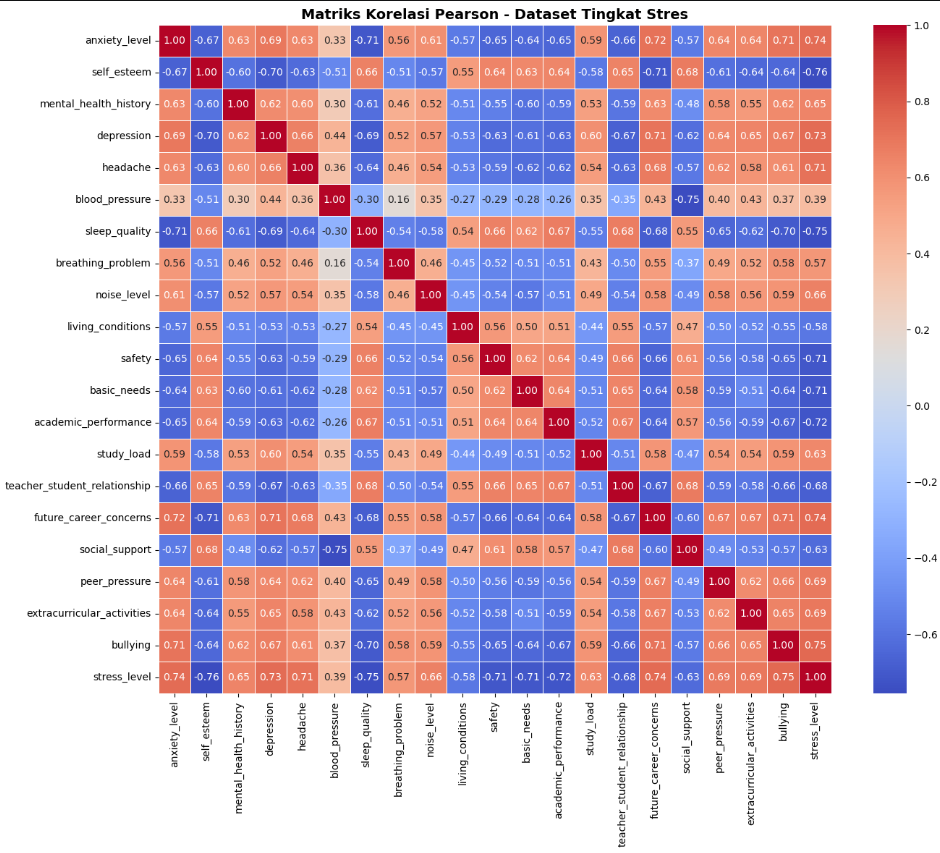 Matriks Korelasi Pearson - Dataset Tingkat Stres
anxiety_level 1.00 -0.67 0.63 0.69 0.63 0.33 -0.71 0.56 0.61 -0.57 -0.65 -0.64 -0.65 0.59 -0.66 0.72 -0.57 0.64 0.64 0.71 0.74
self_esteem -0.67 1.00 -0.60 -0.70 -0.63 -0.51 0.66 -0.51 -0.57 0.55 0.64 0.63 0.64 -0.58 0.65 -0.71 0.68 -0.61 -0.64 -0.64 -0.76
mental_health_history 0.63 -0.60 1.00 0.62 0.60 0.30 -0.61 0.46 0.52 -0.51 -0.55 -0.60 -0.59 0.53 -0.59 0.63 -0.48 0.58 0.55 0.62 0.65
depression 0.69 -0.70 0.62 1.00 0.66 0.44 -0.69 0.52 0.57 -0.53 -0.63 -0.61 -0.63 0.60 -0.67 0.71 -0.62 0.64 0.65 0.67 0.73
headache 0.63 -0.63 0.60 0.66 1.00 0.36 -0.64 0.46 0.54 -0.53 -0.59 -0.62 -0.62 0.54 -0.63 0.68 -0.57 0.62 0.58 0.61 0.71
blood_pressure 0.33 -0.51 0.30 0.44 0.36 1.00 -0.30 0.16 0.35 -0.27 -0.29 -0.28 -0.26 0.35 -0.35 0.43 -0.75 0.40 0.43 0.37 0.39
sleep_quality -0.71 0.66 -0.61 -0.69 -0.64 -0.30 1.00 -0.54 -0.58 0.54 0.66 0.62 0.67 -0.55 0.68 -0.68 0.55 -0.65 -0.62 -0.70 -0.75
breathing_problem 0.56 -0.51 0.46 0.52 0.46 0.16 -0.54 1.00 0.46 -0.45 -0.52 -0.51 -0.51 0.43 -0.50 0.55 -0.37 0.49 0.52 0.58 0.57
noise_level 0.61 -0.57 0.52 0.57 0.54 0.35 -0.58 0.46 1.00 -0.45 -0.54 -0.57 -0.51 0.49 -0.54 0.58 -0.49 0.58 0.56 0.59 0.66
living_conditions -0.57 0.55 -0.51 -0.53 -0.53 -0.27 0.54 -0.45 -0.45 1.00 0.56 0.50 0.51 -0.44 0.55 -0.57 0.47 -0.50 -0.52 -0.55 -0.58
safety -0.65 0.64 -0.55 -0.63 -0.59 -0.29 0.66 -0.52 -0.54 0.56 1.00 0.62 0.64 -0.49 0.66 -0.66 0.61 -0.56 -0.58 -0.65 -0.71
basic_needs -0.64 0.63 -0.60 -0.61 -0.62 -0.28 0.62 -0.51 -0.57 0.50 0.62 1.00 0.64 -0.51 0.65 -0.64 0.58 -0.59 -0.51 -0.64 -0.71
academic_performance -0.65 0.64 -0.59 -0.63 -0.62 -0.26 0.67 -0.51 -0.51 0.51 0.64 0.64 1.00 -0.52 0.67 -0.64 0.57 -0.56 -0.59 -0.67 -0.72
study_load 0.59 -0.58 0.53 0.60 0.54 0.35 -0.55 0.43 0.49 -0.44 -0.49 -0.51 -0.52 1.00 -0.51 0.58 -0.47 0.54 0.54 0.59 0.63
teacher_student_relationship -0.66 0.65 -0.59 -0.67 -0.63 -0.35 0.68 -0.50 -0.54 0.55 0.66 0.65 0.67 -0.51 1.00 -0.67 0.68 -0.59 -0.58 -0.66 -0.68
future_career_concerns 0.72 -0.71 0.63 0.71 0.68 0.43 -0.68 0.55 0.58 -0.57 -0.66 -0.64 -0.64 0.58 -0.67 1.00 -0.60 0.67 0.67 0.71 0.74
social_support -0.57 0.68 -0.48 -0.62 -0.57 -0.75 0.55 -0.37 -0.49 0.47 0.61 0.58 0.57 -0.47 0.68 -0.60 1.00 -0.49 -0.53 -0.57 -0.63
peer_pressure 0.64 -0.61 0.58 0.64 0.62 0.40 -0.65 0.49 0.58 -0.50 -0.56 -0.59 -0.56 0.54 -0.59 0.67 -0.49 1.00 0.62 0.66 0.69
extracurricular_activities 0.64 -0.64 0.55 0.65 0.58 0.43 -0.62 0.52 0.56 -0.52 -0.58 -0.51 -0.59 0.54 -0.58 0.67 -0.53 0.62 1.00 0.65 0.69
bullying 0.71 -0.64 0.62 0.67 0.61 0.37 -0.70 0.58 0.59 -0.55 -0.65 -0.64 -0.67 0.59 -0.66 0.71 -0.57 0.66 0.65 1.00 0.75
stress_level 0.74 -0.76 0.65 0.73 0.71 0.39 -0.75 0.57 0.66 -0.58 -0.71 -0.71 -0.72 0.63 -0.68 0.74 -0.63 0.69 0.69 0.75 1.00
anxiety_level
self_esteem
mental_health_history
depression
headache
blood_pressure
sleep_quality
breathing_problem
noise_level
living_conditions
safety
basic_needs
academic_performance
study_load
teacher_student_relationship
future_career_concerns
social_support
peer_pressure
extracurricular_activities
bullying
stress_level
1.0
0.8
0.6
0.4
0.2
0.0
−0.2
−0.4
−0.6